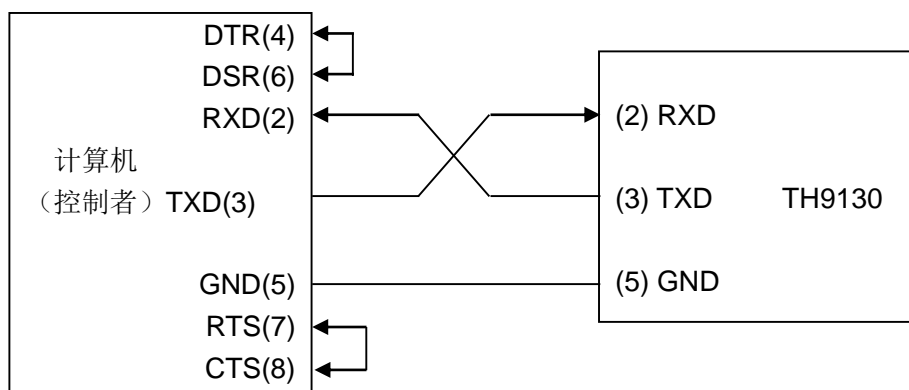 DTR(4)
DSR(6)
RXD(2)
计算机
（控制者）TXD(3)
GND(5)
RTS(7)
CTS(8)
(2) RXD
(3) TXD TH9130
(5) GND